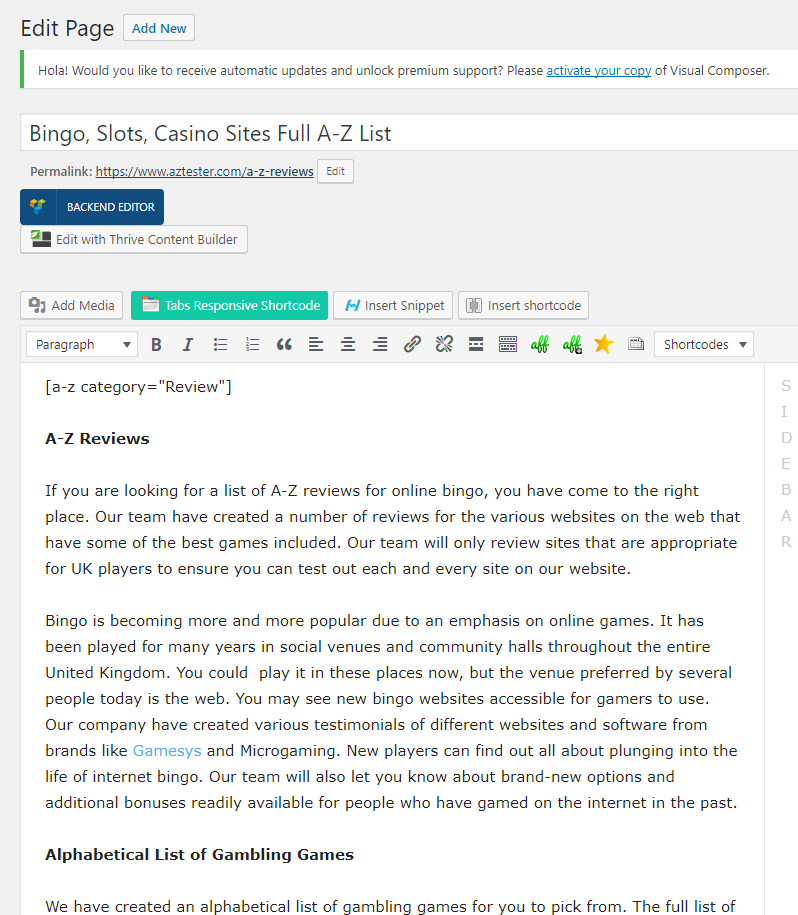 Edit Page Add New
Hola! Would you like to receive automatic updates and unlock premium support? Please activate your copy of Visual Composer.
Bingo, Slots, Casino Sites Full A-Z List
Permalink: https://www.aztester.com/a-z-reviews Edit
BACKEND EDITOR
Edit with Thrive Content Builder
Add Media Tabs Responsive Shortcode Insert Snippet Insert shortcode
Paragraph B I aff aff Shortcodes
[a-z category="Review"]
A-Z Reviews
If you are looking for a list of A-Z reviews for online bingo, you have come to the right
place. Our team have created a number of reviews for the various websites on the web that
have some of the best games included. Our team will only review sites that are appropriate
for UK players to ensure you can test out each and every site on our website.
Bingo is becoming more and more popular due to an emphasis on online games. It has
been played for many years in social venues and community halls throughout the entire
United Kingdom. You could  play it in these places now, but the venue preferred by several
people today is the web. You may see new bingo websites accessible for gamers to use.
Our company have created various testimonials of different websites and software from
brands like Gamesys and Microgaming. New players can find out all about plunging into the
life of internet bingo. Our team will also let you know about brand-new options and
additional bonuses readily available for people who have gamed on the internet in the past.
Alphabetical List of Gambling Games
We have created an alphabetical list of gambling games for you to pick from. The full list of
S
I
D
E
B
A
R